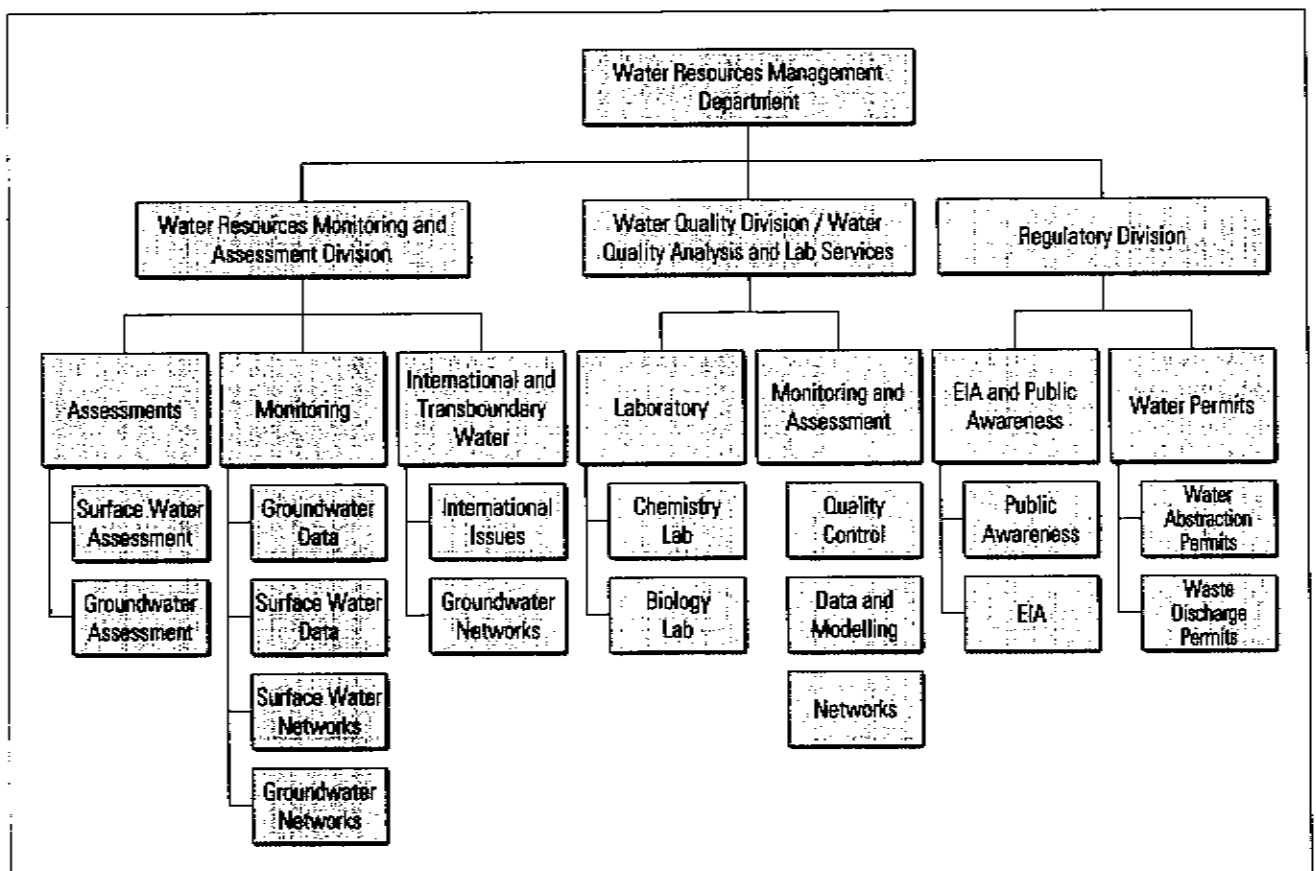 Water Resources Management
Department
Water Resources Monitoring and
Assessment Division
Water Quality Division / Water
Quality Analysis and Lab Services
Regulatory Division
Assessments
Monitoring
International and
Transboundary
Water
Laboratory
Monitoring and
Assessment
EIA and Public
Awareness
Water Permits
Surface Water
Assessment
Groundwater
Data
International
Issues
Chemistry
Lab
Quality
Control
Public
Awareness
Water
Abstraction
Permits
Groundwater
Assessment
Surface Water
Data
Groundwater
Networks
Biology
Lab
Data and
Modelling
EIA
Waste
Discharge
Permits
Surface Water
Networks
Networks
Groundwater
Networks